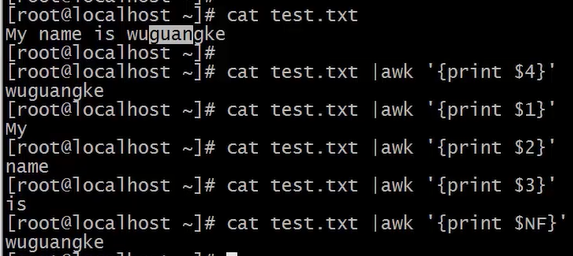 [root@localhost ~]# cat test.txt
My name is wuguangke
[root@localhost ~]#
[root@localhost ~]# cat test.txt |awk '{print $4}'
wuguangke
[root@localhost ~]# cat test.txt |awk '{print $1}'
My
[root@localhost ~]# cat test.txt |awk '{print $2}'
name
[root@localhost ~]# cat test.txt |awk '{print $3}'
is
[root@localhost ~]# cat test.txt |awk '{print $NF}'
wuguangke
[root@localhost ~]#